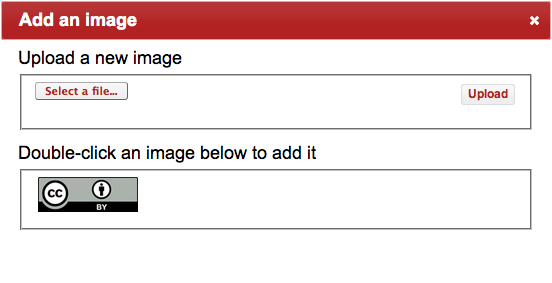 Add an image
Upload a new image
Select a file...
Upload
Double-click an image below to add it
cc
BY